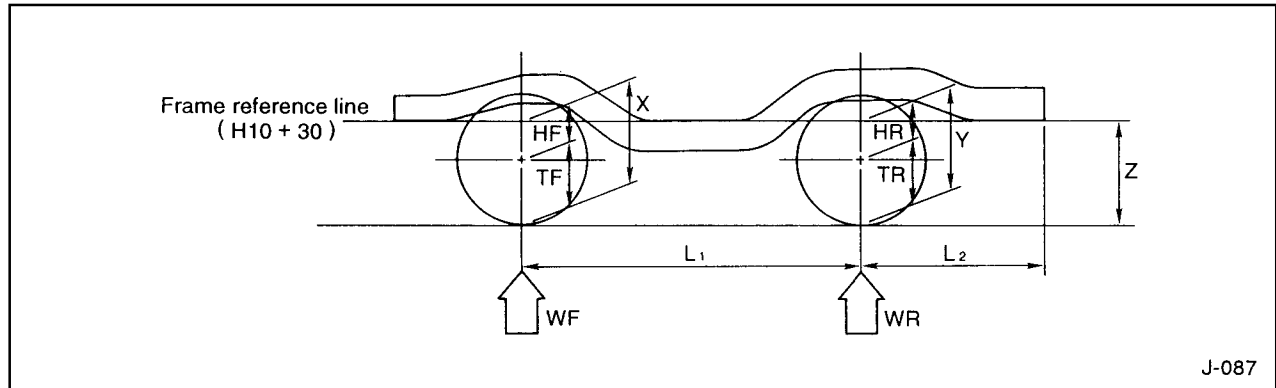 Frame reference line
( H10 + 30 )
X
HF
TF
HR
Y
TR
Z
L1
L2
WF
WR
J-087